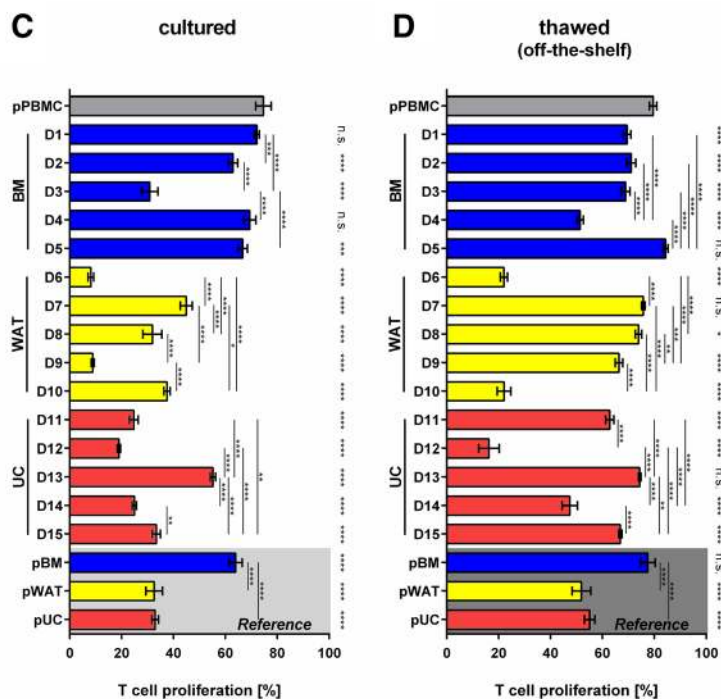 C cultured
D thawed
(off-the-shelf)
pPBMC
D1
D2
D3
D4
D5
BM
D6
D7
D8
D9
D10
WAT
D11
D12
D13
D14
D15
UC
pBM
pWAT
pUC
Reference
0 20 40 60 80 100
T cell proliferation [%]
n.s.
****
****
n.s.
***
****
****
****
****
****
****
****
****
****
****
****
****
****
pPBMC
D1
D2
D3
D4
D5
BM
D6
D7
D8
D9
D10
WAT
D11
D12
D13
D14
D15
UC
pBM
pWAT
pUC
Reference
0 20 40 60 80 100
T cell proliferation [%]
****
****
****
****
n.s.
****
n.s.
*
****
****
****
****
n.s.
****
****
n.s.
****
****